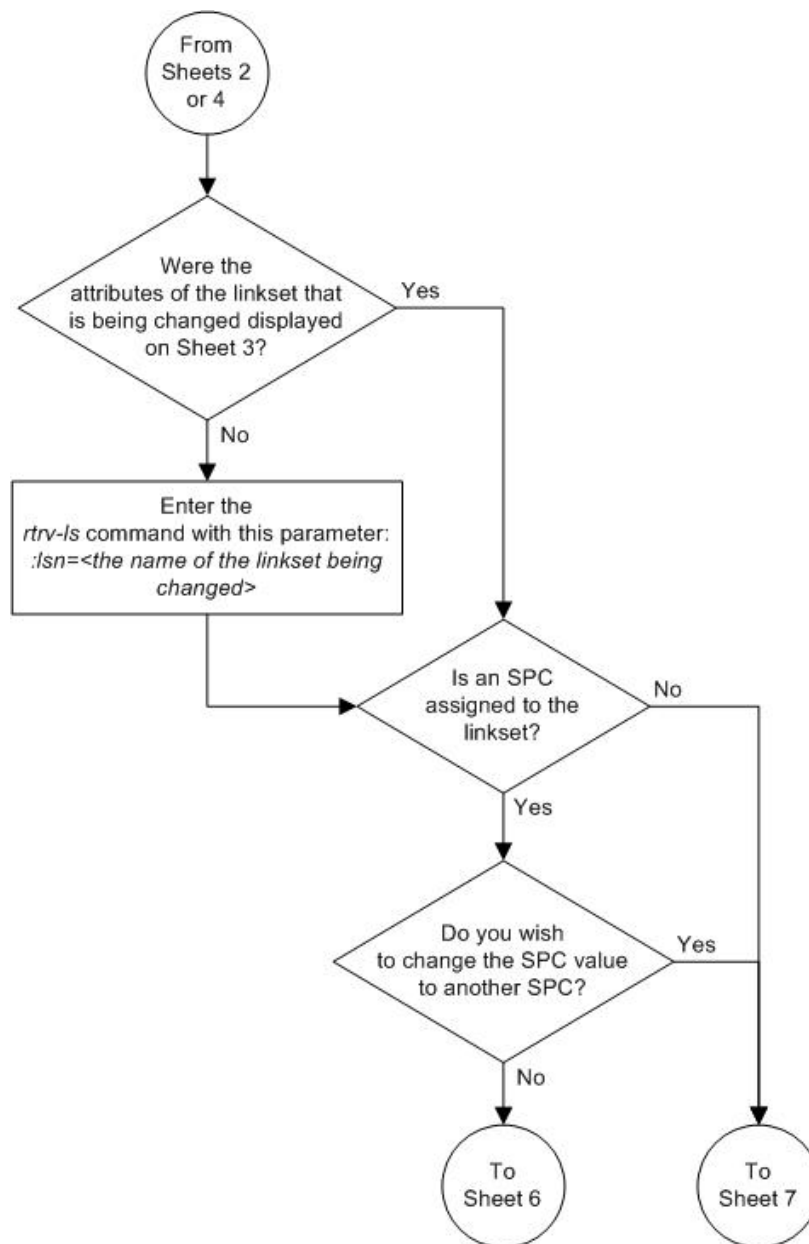 From
Sheets 2
or 4
Were the
attributes of the linkset that
is being changed displayed
on Sheet 3?
Yes
No
Enter the
rtrv-ls command with this parameter:
:lsn=<the name of the linkset being
changed>
Is an SPC
assigned to the
linkset?
No
Yes
Do you wish
to change the SPC value
to another SPC?
Yes
No
To
Sheet 6
To
Sheet 7